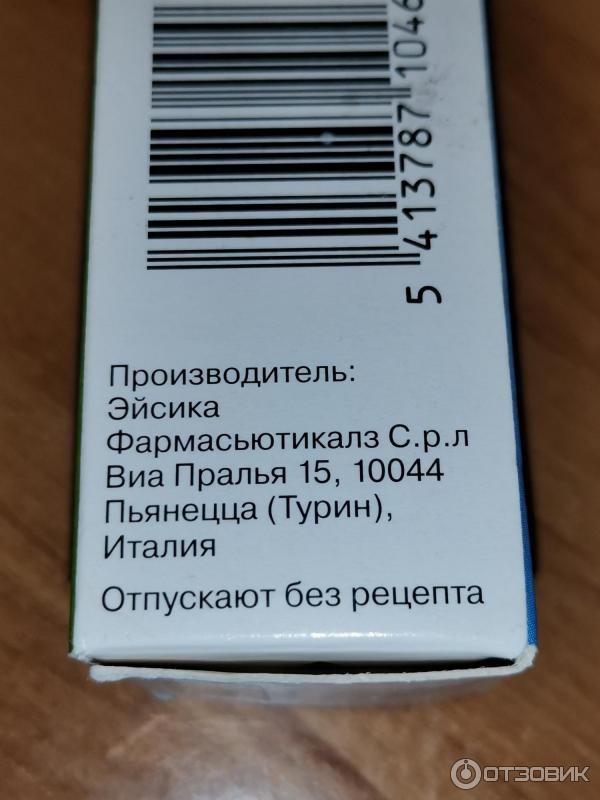 5 413787 1046
Производитель:
Эйсика
Фармасьютикалз С.р.л
Виа Пралья 15, 10044
Пьянецца (Турин),
Италия
Отпускают без рецепта
ОТЗОВИК